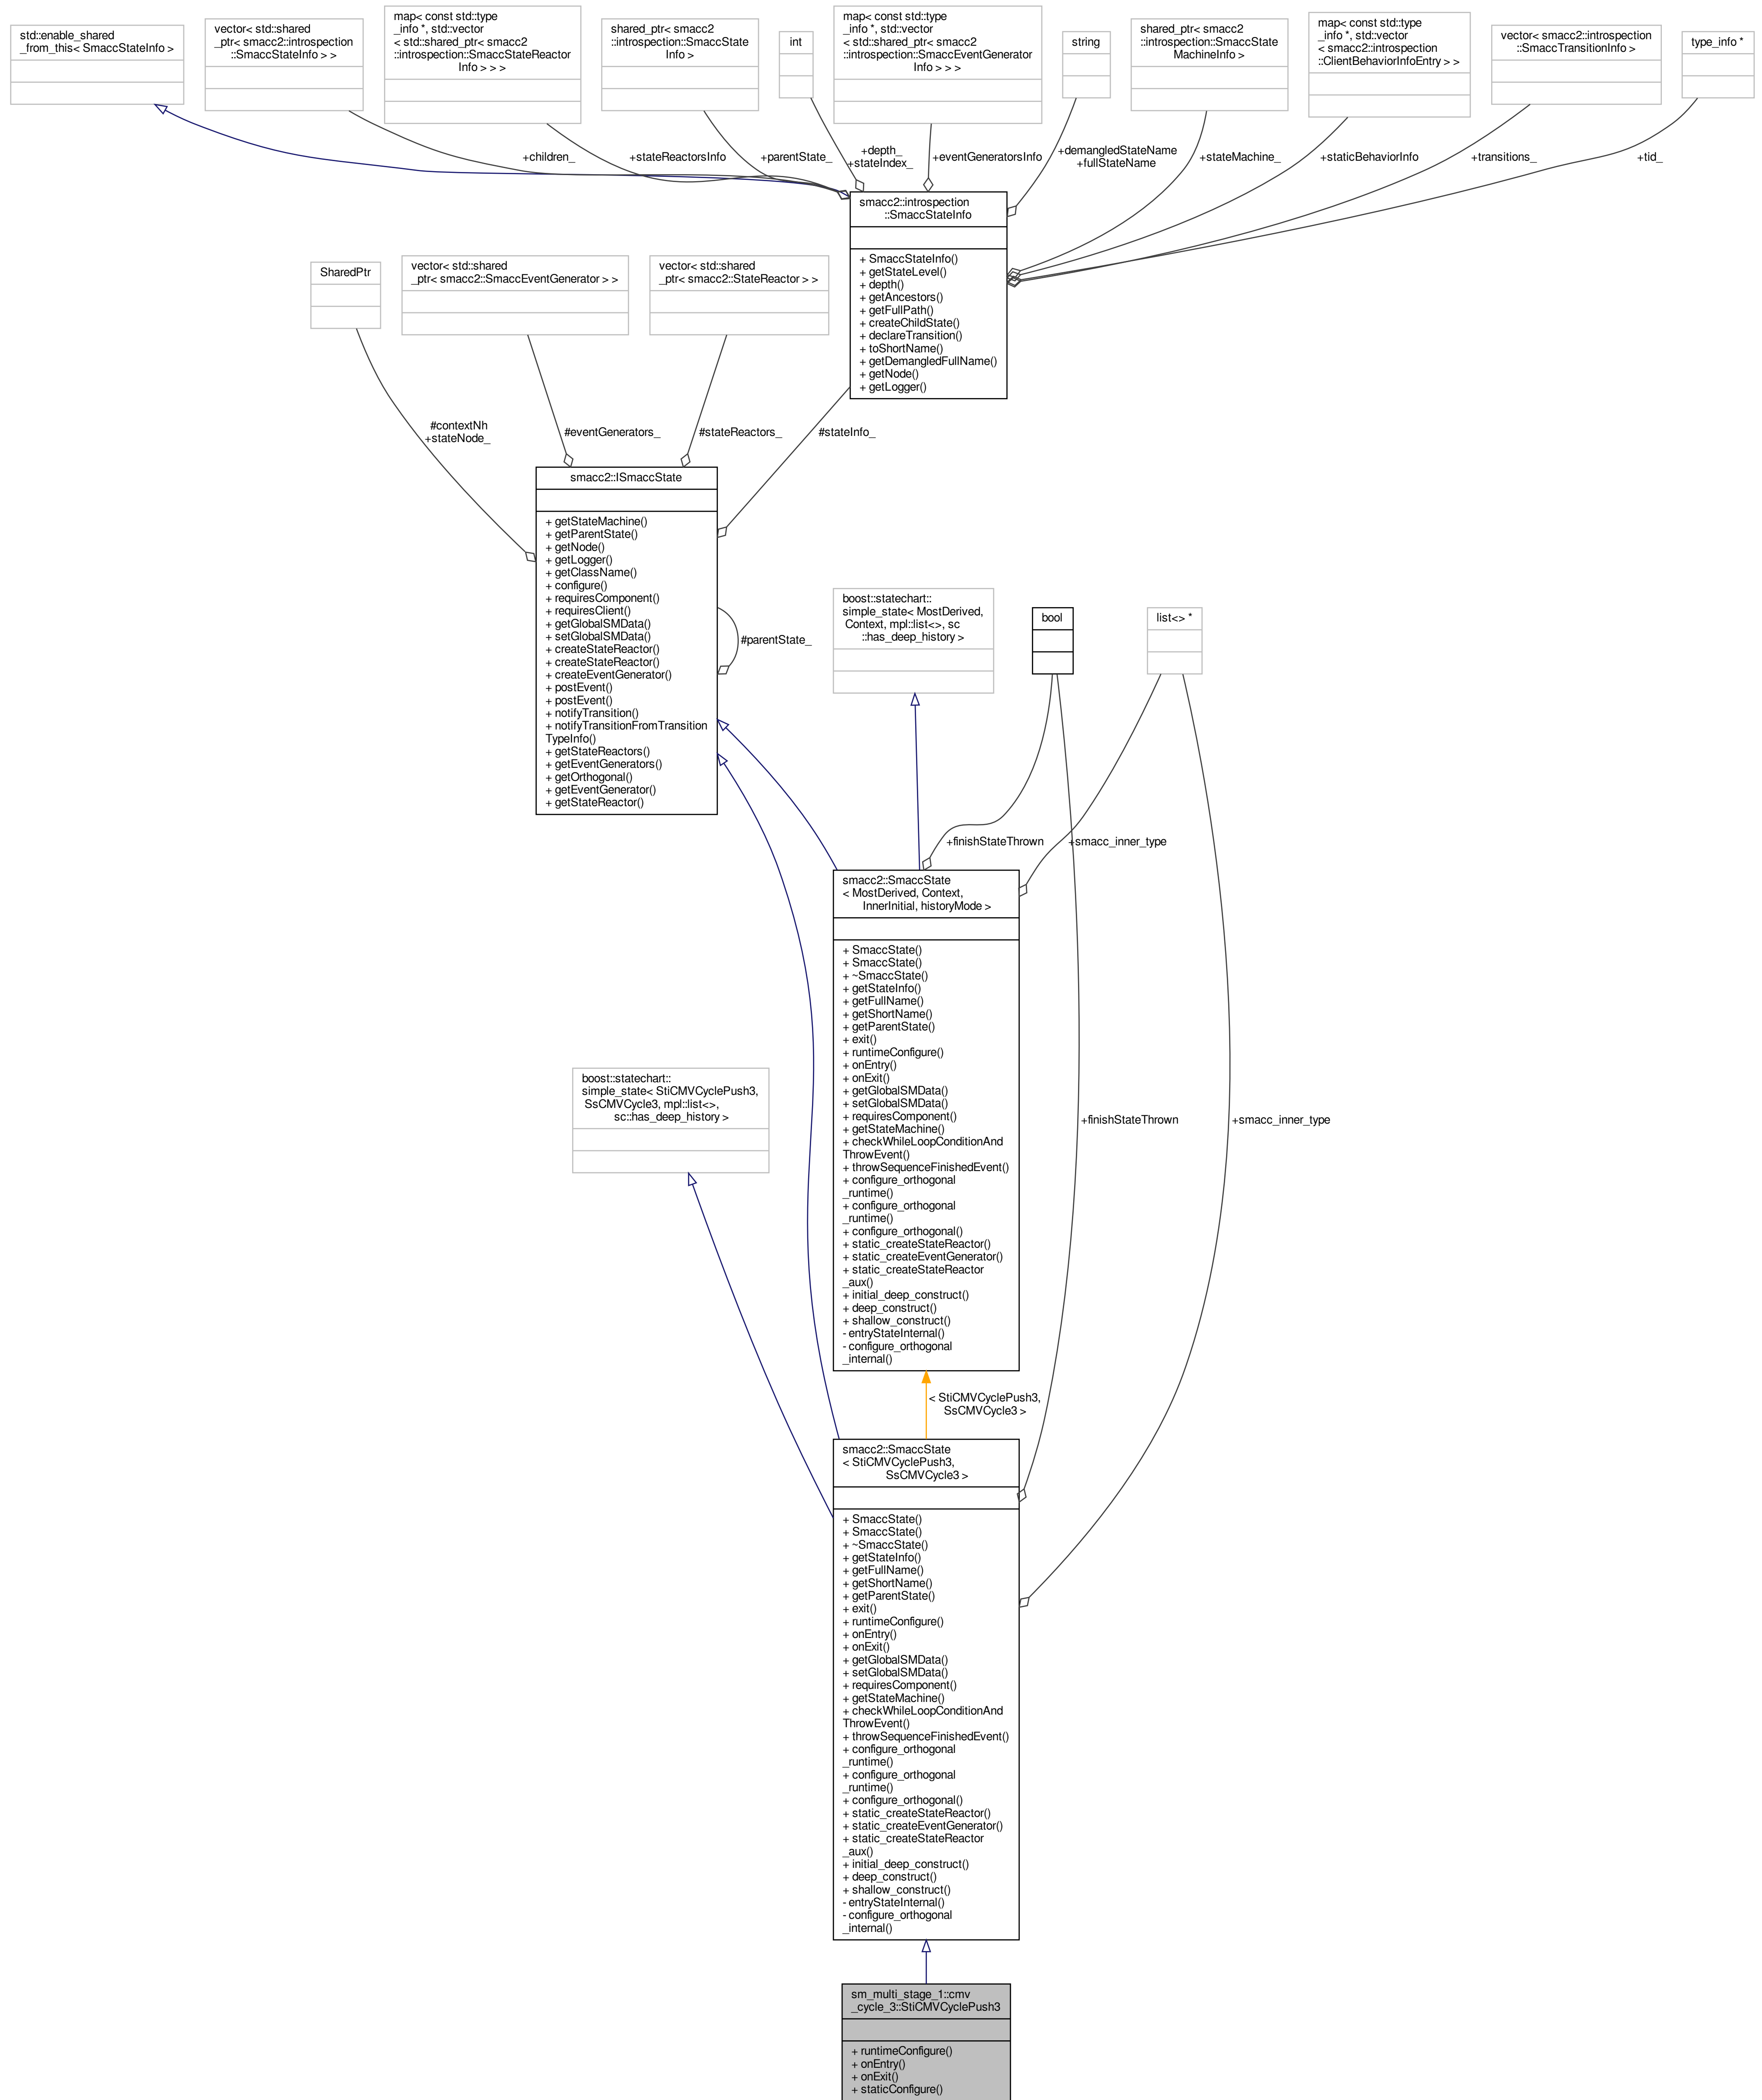 std::enable_shared
_from_this< SmaccStateInfo >
vector< std::shared
_ptr< smacc2::introspection
::SmaccStateInfo > >
map< const std::type
_info *, std::vector
< std::shared_ptr< smacc2
::introspection::SmaccStateReactor
Info > > >
shared_ptr< smacc2
::introspection::SmaccState
Info >
int
map< const std::type
_info *, std::vector
< std::shared_ptr< smacc2
::introspection::SmaccEventGenerator
Info > > >
string
shared_ptr< smacc2
::introspection::SmaccState
MachineInfo >
map< const std::type
_info *, std::vector
< smacc2::introspection
::ClientBehaviorInfoEntry > >
vector< smacc2::introspection
::SmaccTransitionInfo >
type_info *
+children_
+stateReactorsInfo
+parentState_
+depth_
+stateIndex_
+eventGeneratorsInfo
+demangledStateName
+fullStateName
+stateMachine_
+staticBehaviorInfo
+transitions_
+tid_
smacc2::introspection
::SmaccStateInfo
+ SmaccStateInfo()
+ getStateLevel()
+ depth()
+ getAncestors()
+ getFullPath()
+ createChildState()
+ declareTransition()
+ toShortName()
+ getDemangledFullName()
+ getNode()
+ getLogger()
SharedPtr
vector< std::shared
_ptr< smacc2::SmaccEventGenerator > >
vector< std::shared
_ptr< smacc2::StateReactor > >
#contextNh
+stateNode_
#eventGenerators_
#stateReactors_
#stateInfo_
smacc2::ISmaccState
+ getStateMachine()
+ getParentState()
+ getNode()
+ getLogger()
+ getClassName()
+ configure()
+ requiresComponent()
+ requiresClient()
+ getGlobalSMData()
+ setGlobalSMData()
+ createStateReactor()
+ createStateReactor()
+ createEventGenerator()
+ postEvent()
+ postEvent()
+ notifyTransition()
+ notifyTransitionFromTransition
TypeInfo()
+ getStateReactors()
+ getEventGenerators()
+ getOrthogonal()
+ getEventGenerator()
+ getStateReactor()
#parentState_
boost::statechart::
simple_state< MostDerived,
Context, mpl::list<>, sc
::has_deep_history >
bool
list<> *
+finishStateThrown
+smacc_inner_type
smacc2::SmaccState
< MostDerived, Context,
InnerInitial, historyMode >
+ SmaccState()
+ SmaccState()
+ ~SmaccState()
+ getStateInfo()
+ getFullName()
+ getShortName()
+ getParentState()
+ exit()
+ runtimeConfigure()
+ onEntry()
+ onExit()
+ getGlobalSMData()
+ setGlobalSMData()
+ requiresComponent()
+ getStateMachine()
+ checkWhileLoopConditionAnd
ThrowEvent()
+ throwSequenceFinishedEvent()
+ configure_orthogonal
_runtime()
+ configure_orthogonal
_runtime()
+ configure_orthogonal()
+ static_createStateReactor()
+ static_createEventGenerator()
+ static_createStateReactor
_aux()
+ initial_deep_construct()
+ deep_construct()
+ shallow_construct()
- entryStateInternal()
- configure_orthogonal
_internal()
boost::statechart::
simple_state< StiCMVCyclePush3,
SsCMVCycle3, mpl::list<>,
sc::has_deep_history >
+finishStateThrown
+smacc_inner_type
< StiCMVCyclePush3,
SsCMVCycle3 >
smacc2::SmaccState
< StiCMVCyclePush3,
SsCMVCycle3 >
+ SmaccState()
+ SmaccState()
+ ~SmaccState()
+ getStateInfo()
+ getFullName()
+ getShortName()
+ getParentState()
+ exit()
+ runtimeConfigure()
+ onEntry()
+ onExit()
+ getGlobalSMData()
+ setGlobalSMData()
+ requiresComponent()
+ getStateMachine()
+ checkWhileLoopConditionAnd
ThrowEvent()
+ throwSequenceFinishedEvent()
+ configure_orthogonal
_runtime()
+ configure_orthogonal
_runtime()
+ configure_orthogonal()
+ static_createStateReactor()
+ static_createEventGenerator()
+ static_createStateReactor
_aux()
+ initial_deep_construct()
+ deep_construct()
+ shallow_construct()
- entryStateInternal()
- configure_orthogonal
_internal()
sm_multi_stage_1::cmv
_cycle_3::StiCMVCyclePush3
+ runtimeConfigure()
+ onEntry()
+ onExit()
+ staticConfigure()